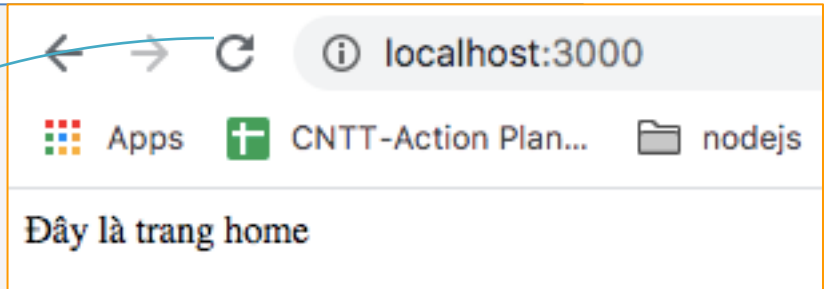 localhost:3000
Apps CNTT-Action Plan... nodejs
Đây là trang home